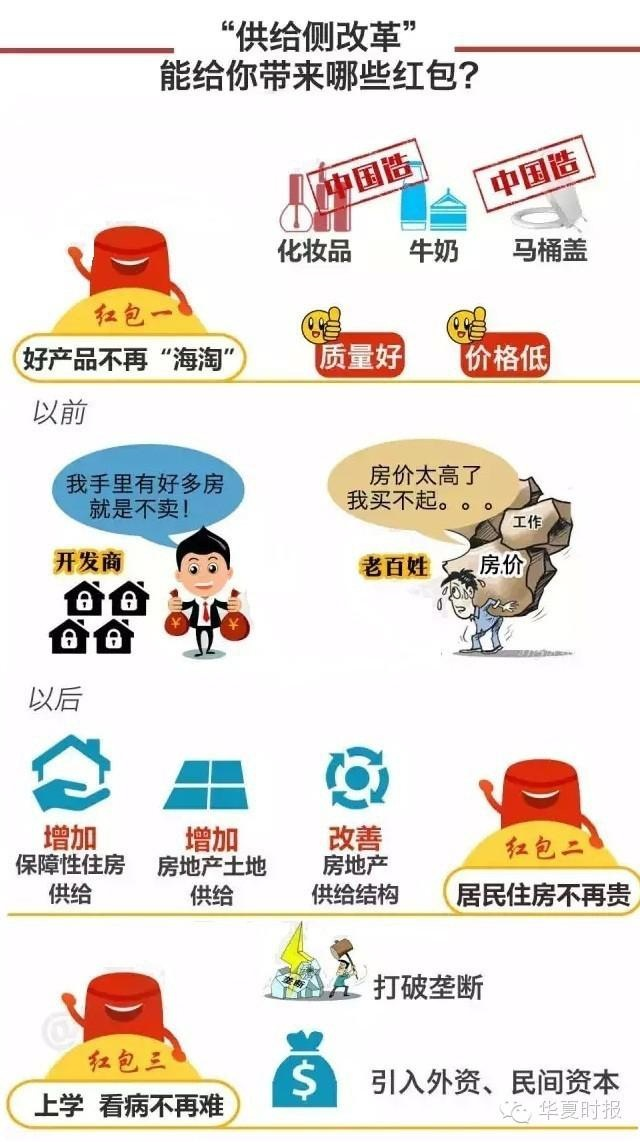 “供给侧改革”
能给你带来哪些红包？
中国造
中国造
化妆品
牛奶
马桶盖
红包一
好产品不再“海淘”
质量好
价格低
以前
我手里有好多房
就是不卖！
房价太高了
我买不起。。。
开发商
老百姓
工作
房价
以后
增加
保障性住房
供给
增加
房地产土地
供给
改善
房地产
供给结构
红包二
居民住房不再贵
垄断
打破垄断
红包三
上学 看病不再难
引入外资、民间资本
华夏时报